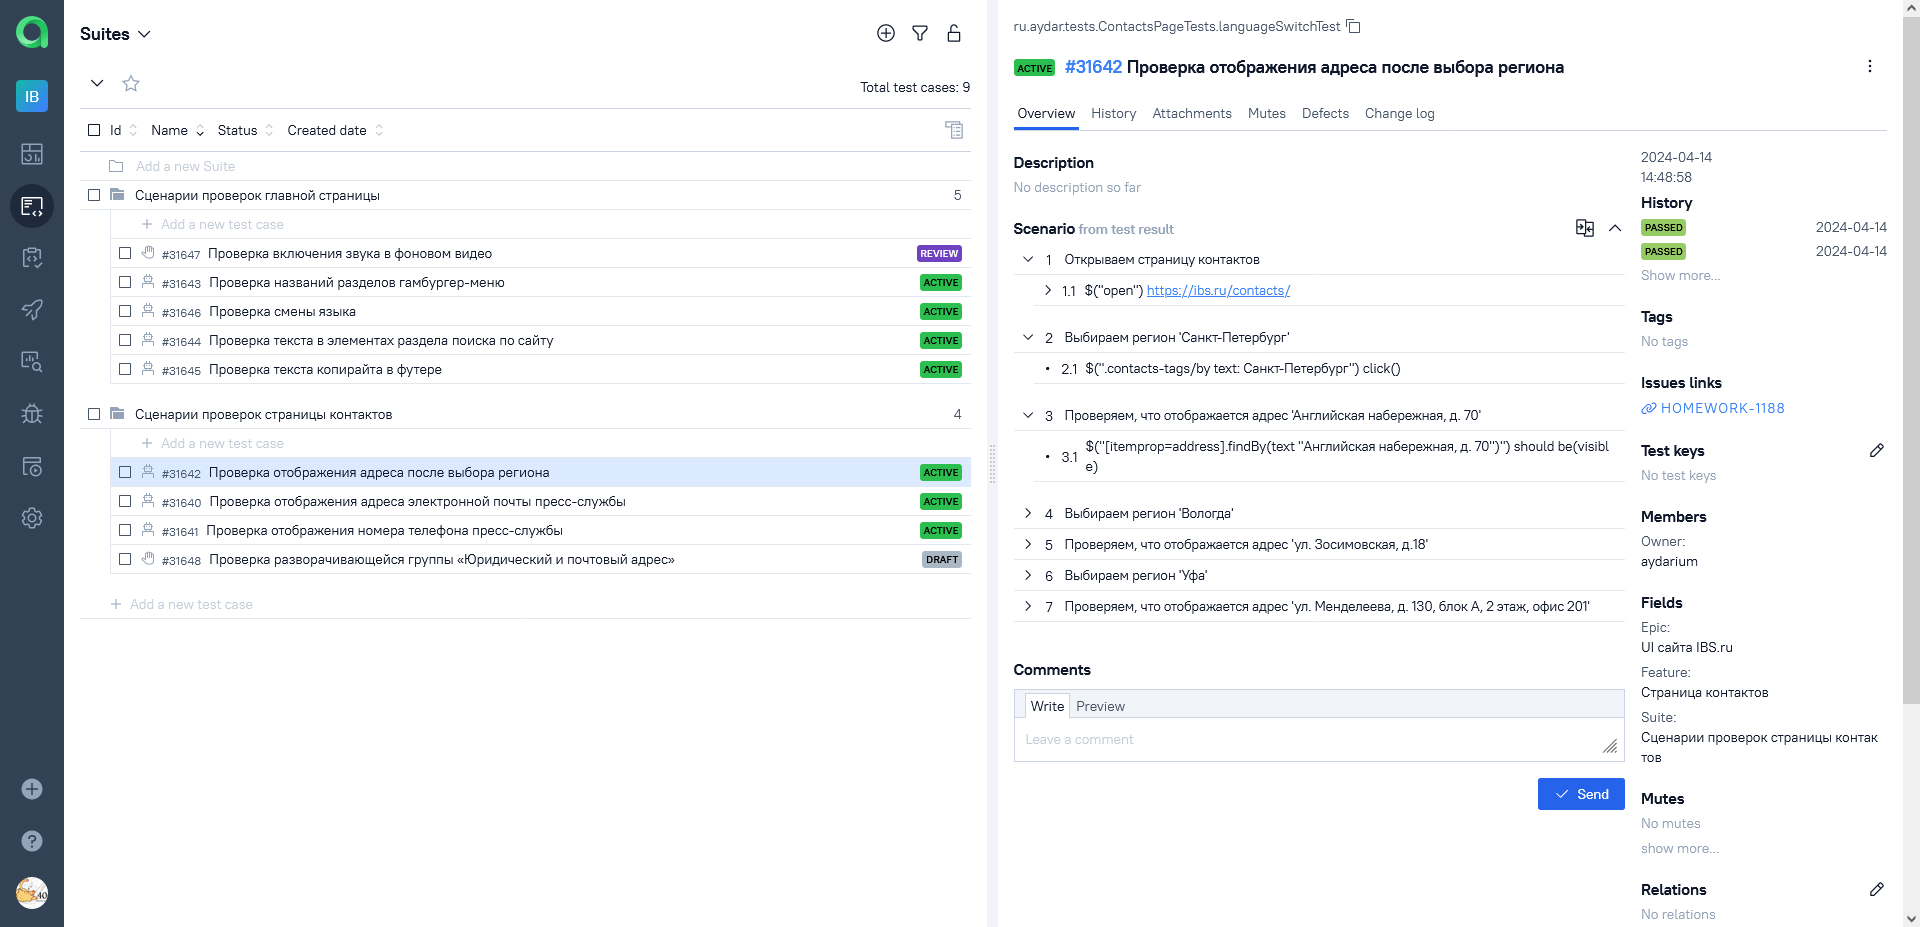 IB
Suites
Total test cases: 9
Id Name Status Created date
Add a new Suite
Сценарии проверок главной страницы 5
Add a new test case
#31647 Проверка включения звука в фоновом видео REVIEW
#31643 Проверка названий разделов гамбургер-меню ACTIVE
#31646 Проверка смены языка ACTIVE
#31644 Проверка текста в элементах раздела поиска по сайту ACTIVE
#31645 Проверка текста копирайта в футере ACTIVE
Сценарии проверок страницы контактов 4
Add a new test case
#31642 Проверка отображения адреса после выбора региона ACTIVE
#31640 Проверка отображения адреса электронной почты пресс-службы ACTIVE
#31641 Проверка отображения номера телефона пресс-службы ACTIVE
#31648 Проверка разворачивающейся группы «Юридический и почтовый адрес» DRAFT
Add a new test case
ru.aydar.tests.ContactsPageTests.languageSwitchTest
ACTIVE #31642 Проверка отображения адреса после выбора региона
Overview History Attachments Mutes Defects Change log
Description
No description so far
Scenario from test result
1 Открываем страницу контактов
1.1 $("open") https://ibs.ru/contacts/
2 Выбираем регион 'Санкт-Петербург'
2.1 $(".contacts-tags/by text: Санкт-Петербург") click()
3 Проверяем, что отображается адрес 'Английская набережная, д. 70'
3.1 $("[itemprop=address].findBy(text "Английская набережная, д. 70")") should be(visibl
e)
4 Выбираем регион 'Вологда'
5 Проверяем, что отображается адрес 'ул. Зосимовская, д.18'
6 Выбираем регион 'Уфа'
7 Проверяем, что отображается адрес 'ул. Менделеева, д. 130, блок А, 2 этаж, офис 201'
Comments
Write Preview
Leave a comment
Send
2024-04-14
14:48:58
History
PASSED 2024-04-14
PASSED 2024-04-14
Show more...
Tags
No tags
Issues links
HOMEWORK-1188
Test keys
No test keys
Members
Owner:
aydarium
Fields
Epic:
UI сайта IBS.ru
Feature:
Страница контактов
Suite:
Сценарии проверок страницы контак
тов
Mutes
No mutes
show more...
Relations
No relations